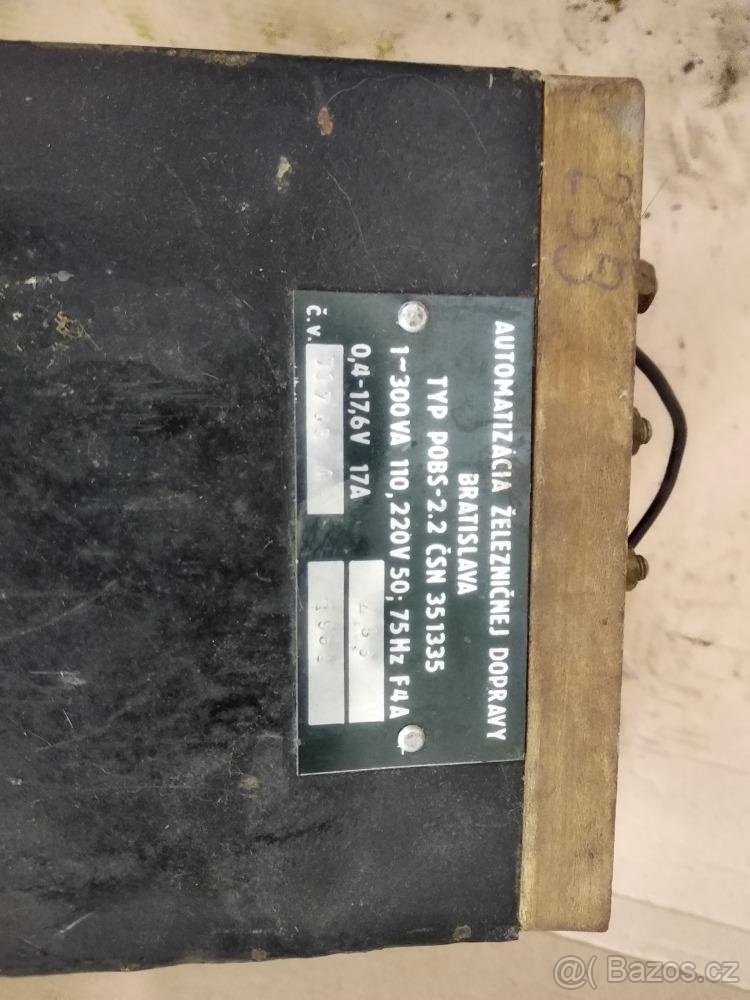 AUTOMATIZÁCIA ŽELEZNIČNEJ DOPRAVY
BRATISLAVA
TYP POBS-2.2 ČSN 351335
1~300VA 110, 220V 50; 75Hz F4A
0,4-17,6V 17A
Č.V.
@( Bazoš.cz